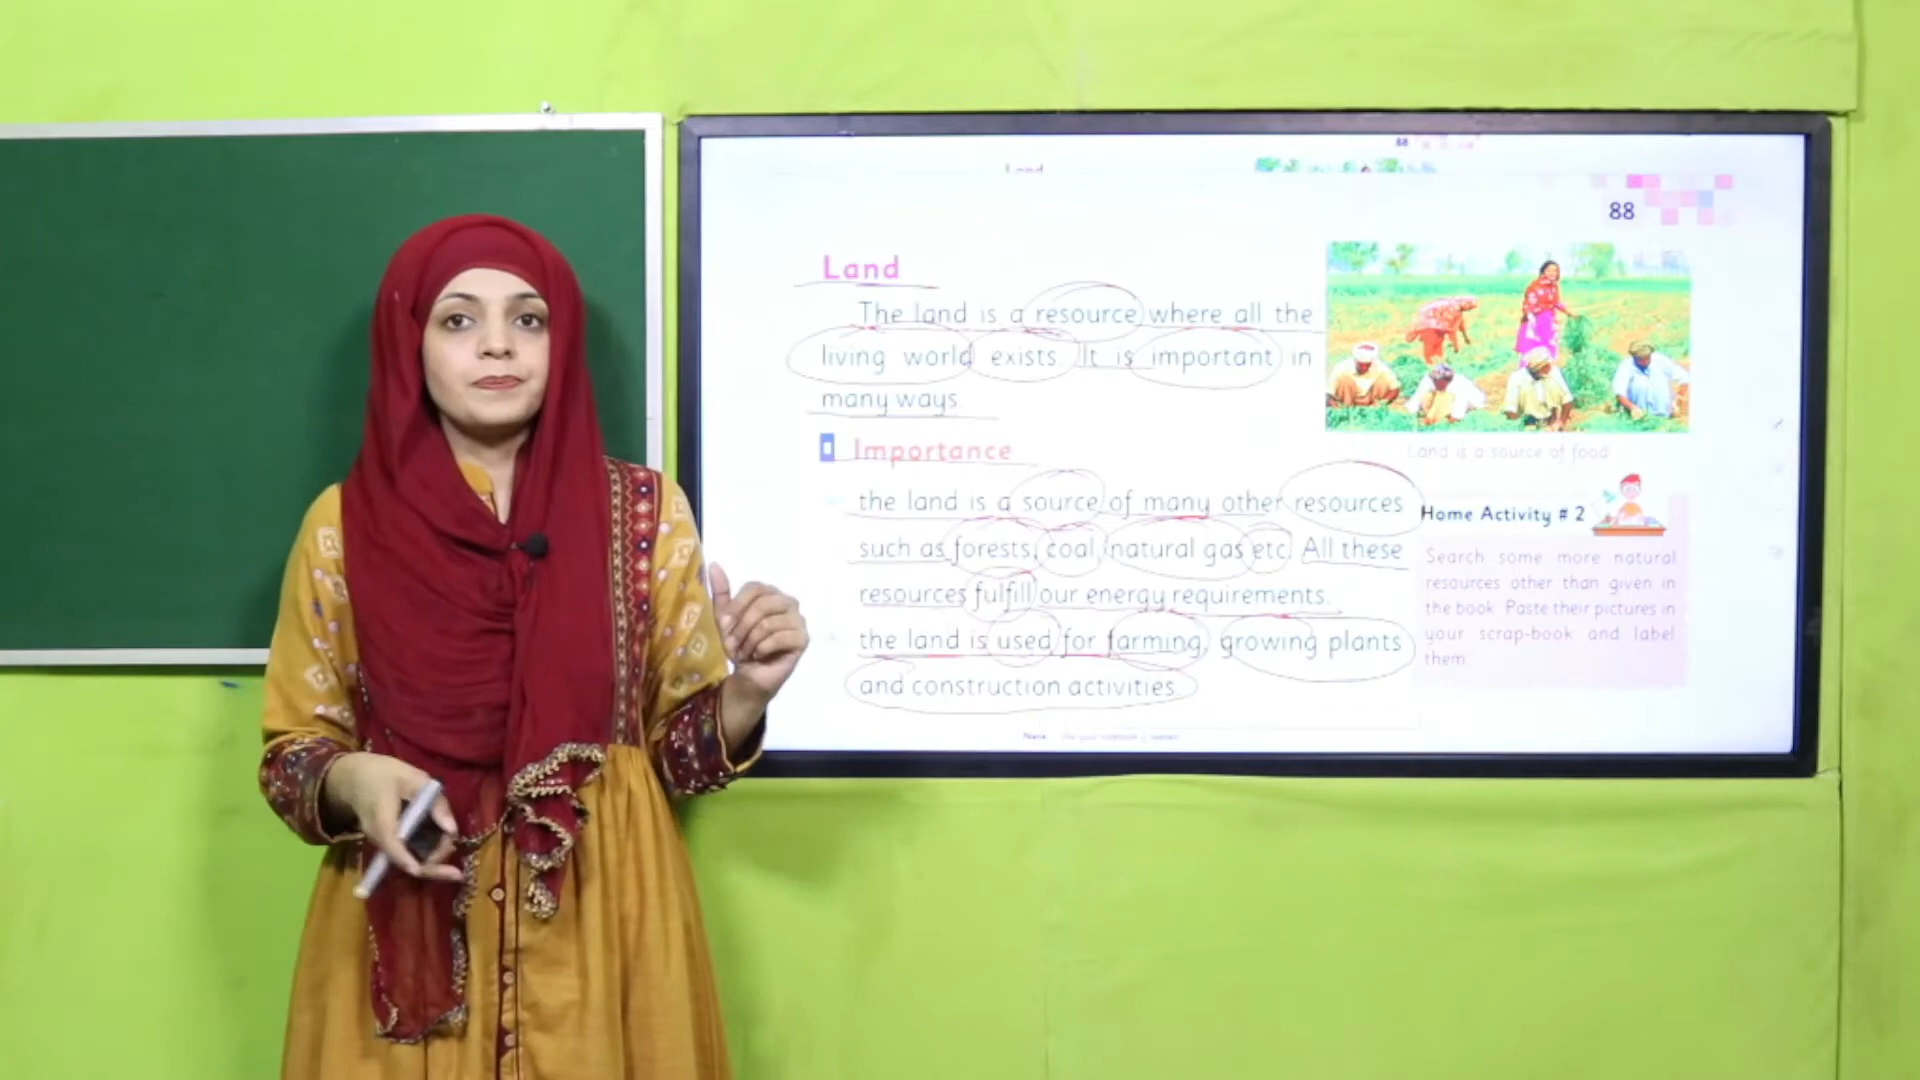 88
Land
88
Land
The land is a resource where all the
living world exists. It is important in
many ways.
Land is a source of food
Importance
the land is a source of many other resources
such as forests, coal, natural gas etc. All these
resources fulfill our energy requirements.
the land is used for farming, growing plants
and construction activities.
Home Activity # 2
Search some more natural
resources other than given in
the book. Paste their pictures in
your scrap-book and label
them.